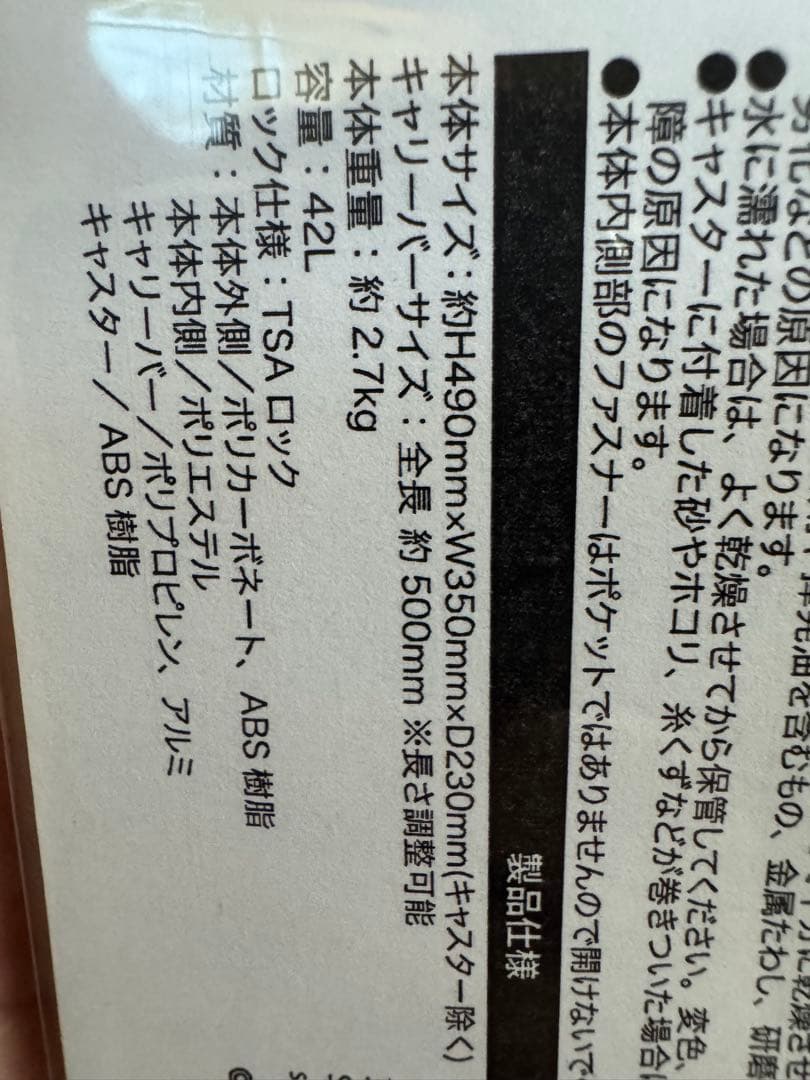 劣化などの原因になります。
水に濡れた場合は、よく乾燥させてから保管してください。変色、
● キャスターに付着した砂やホコリ、糸くずなどが巻きついた場合
障の原因になります。
● 本体内側部のファスナーはポケットではありませんので開けないで
製品仕様
本体サイズ：約H490mm×W350mm×D230mm(キャスター除く)
キャリーバーサイズ：全長 約 500mm ※長さ調整可能
本体重量：約 2.7kg
容量：42L
ロック仕様：TSA ロック
材質：本体外側／ポリカーボネート、ABS 樹脂
本体内側／ポリエステル
キャリーバー／ポリプロピレン、アルミ
キャスター／ABS 樹脂